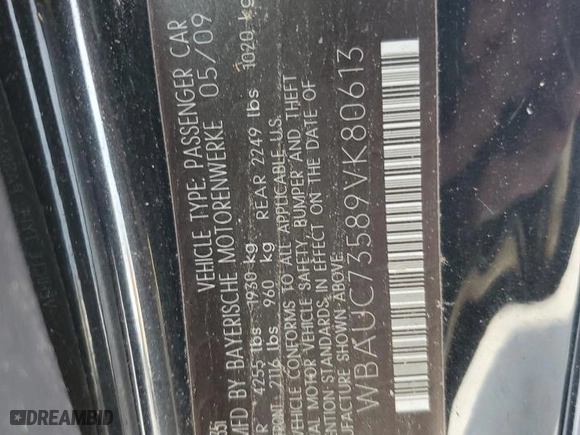 VEHICLE TYPE: PASSENGER CAR
MFD BY BAYERISCHE MOTORENWERKE 05/09
4255 lbs 1930 kg
2116 lbs 960 kg REAR 2249 lbs 1020 kg
VEHICLE CONFORMS TO ALL APPLICABLE U.S.
MOTOR VEHICLE SAFETY, BUMPER AND THEFT
STANDARDS IN EFFECT ON THE DATE OF
SHOWN ABOVE:
WBAUC73589VK80613
DREAMBID